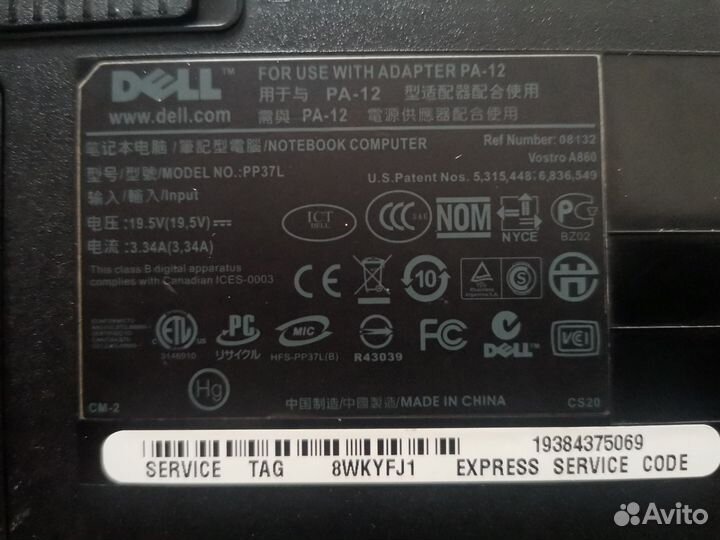 DELL™ FOR USE WITH ADAPTER PA-12
用于与 PA-12 型适配器配合使用
www.dell.com 需與 PA-12 電源供應器配合使用
笔记本电脑/筆記型電腦/NOTEBOOK COMPUTER Ref Number: 08132
Vostro A860
型号/型號/MODEL NO.:PP37L
U.S.Patent Nos. 5,315,448; 6,836,549
输入/輸入/Input
电压: 19.5V(19,5V)
电流: 3.34A(3,34A)
ICT
DELL
CCC
S&E
NOM
NYCE
PC
BZ02
This class B digital apparatus
complies with Canadian ICES-0003
CE
10
S
ETL
3146910
PC
リサイクル
MIC
HFS-PP37L(B)
R43039
FC
N
DELL
VCCI
Hg
CM-2 中国制造/中國製造/MADE IN CHINA CS20
19384375069
SERVICE TAG 8WKYFJ1 EXPRESS SERVICE CODE
Avito